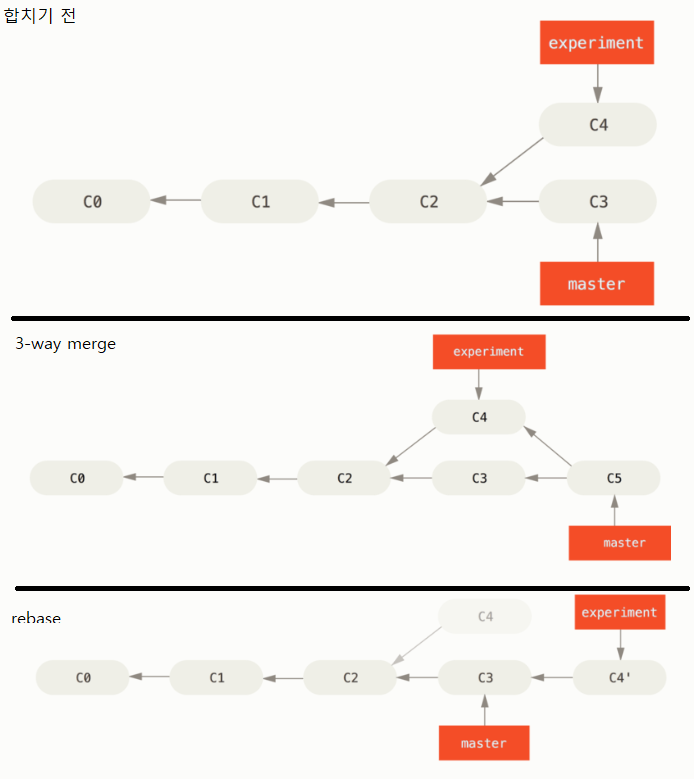 합치기 전
experiment
C4
C0 C1 C2 C3
master
3-way merge
experiment
C4
C0 C1 C2 C3 C5
master
rebase
C4 experiment
C0 C1 C2 C3 C4'
master